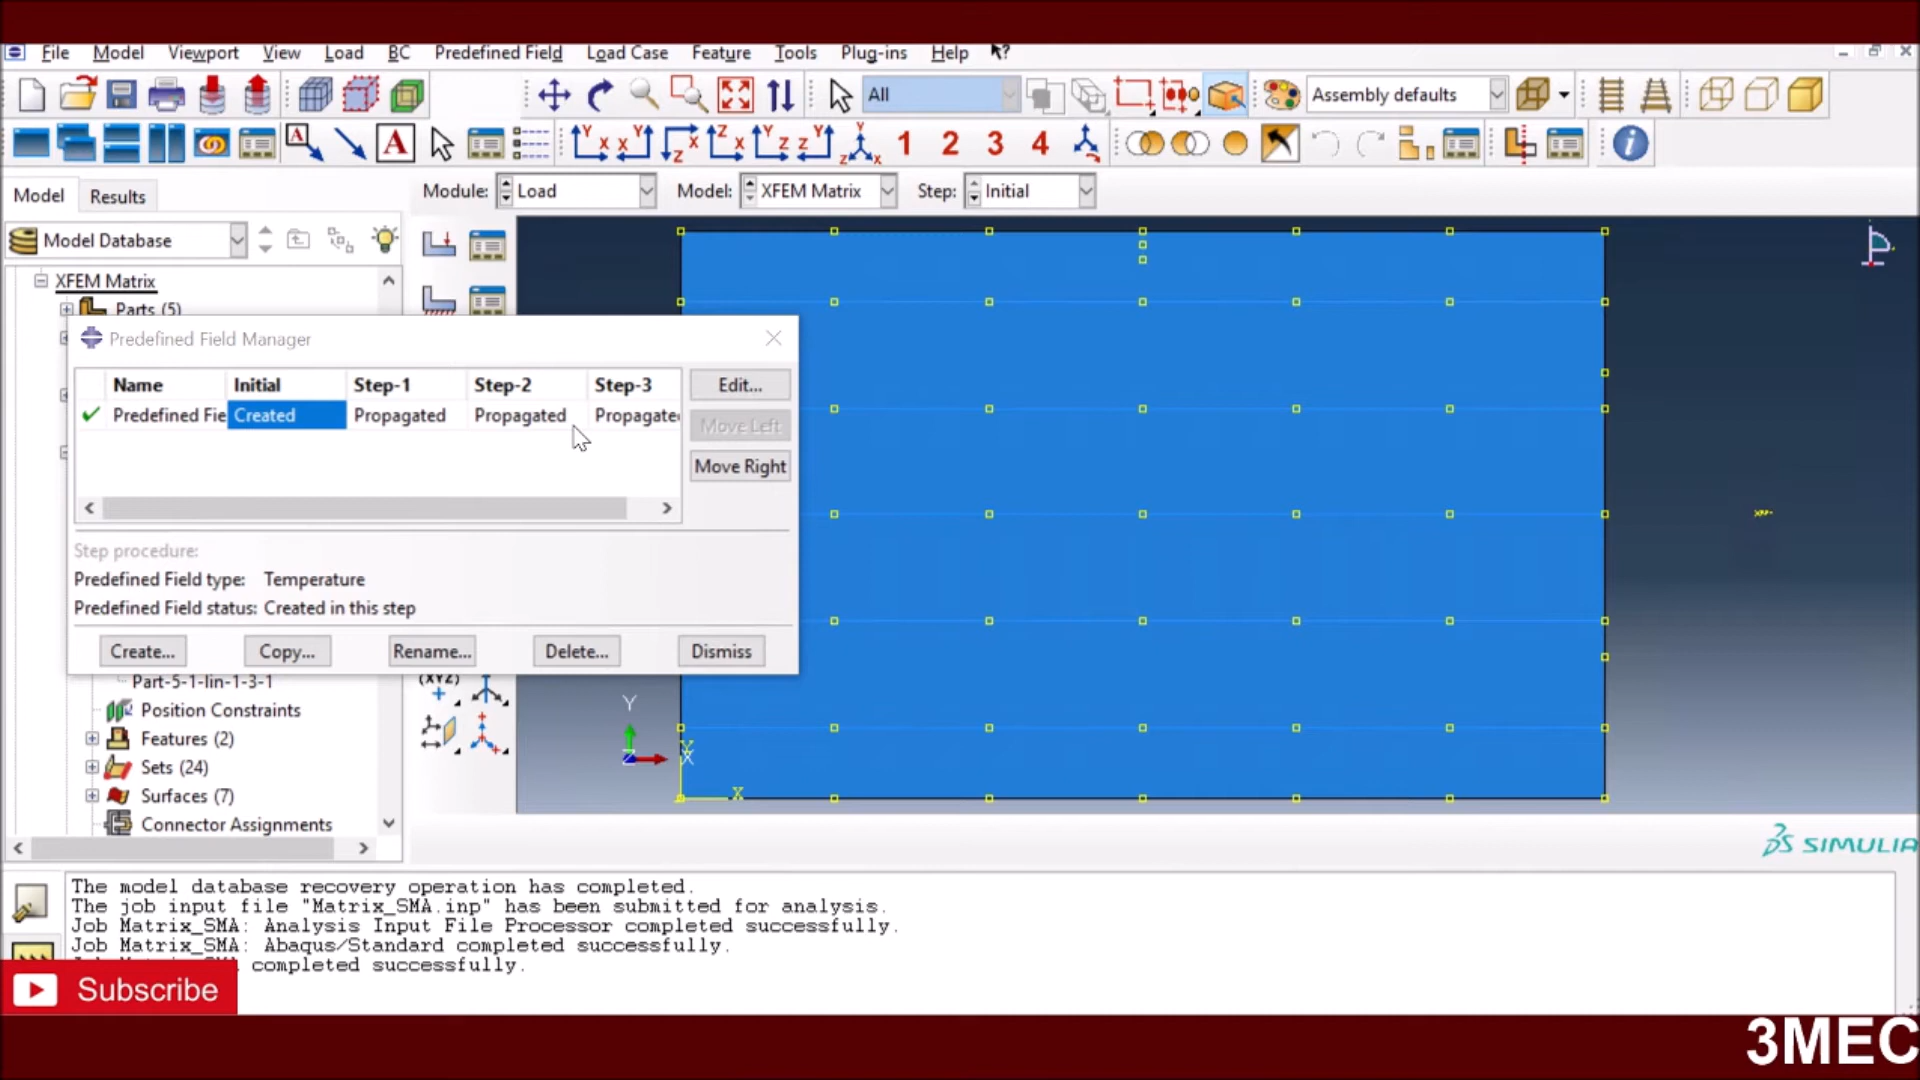 File Model Viewport View Load BC Predefined Field Load Case Feature Tools Plug-ins Help ?
All
Assembly defaults
A A 1 2 3 4
Model Results
Module: Load Model: XFEM Matrix Step: Initial
Model Database
XFEM Matrix
Parts (5)
Predefined Field Manager
Name Initial Step-1 Step-2 Step-3
Predefined Fie Created Propagated Propagated Propagate
Edit...
Move Left
Move Right
Step procedure:
Predefined Field type: Temperature
Predefined Field status: Created in this step
Create... Copy... Rename... Delete... Dismiss
Part-5-1-lin-1-3-1
Position Constraints
Features (2)
Sets (24)
Surfaces (7)
Connector Assignments
(XYZ)
Y
Y
X
X
SIMULIA
The model database recovery operation has completed.
The job input file "Matrix_SMA.inp" has been submitted for analysis.
Job Matrix_SMA: Analysis Input File Processor completed successfully.
Job Matrix_SMA: Abaqus/Standard completed successfully.
completed successfully.
Subscribe
3MEC